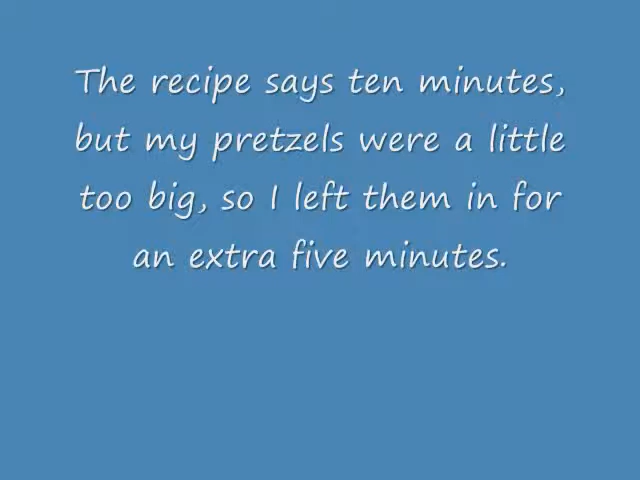 The recipe says ten minutes,
but my pretzels were a little
too big, so I left them in for
an extra five minutes.